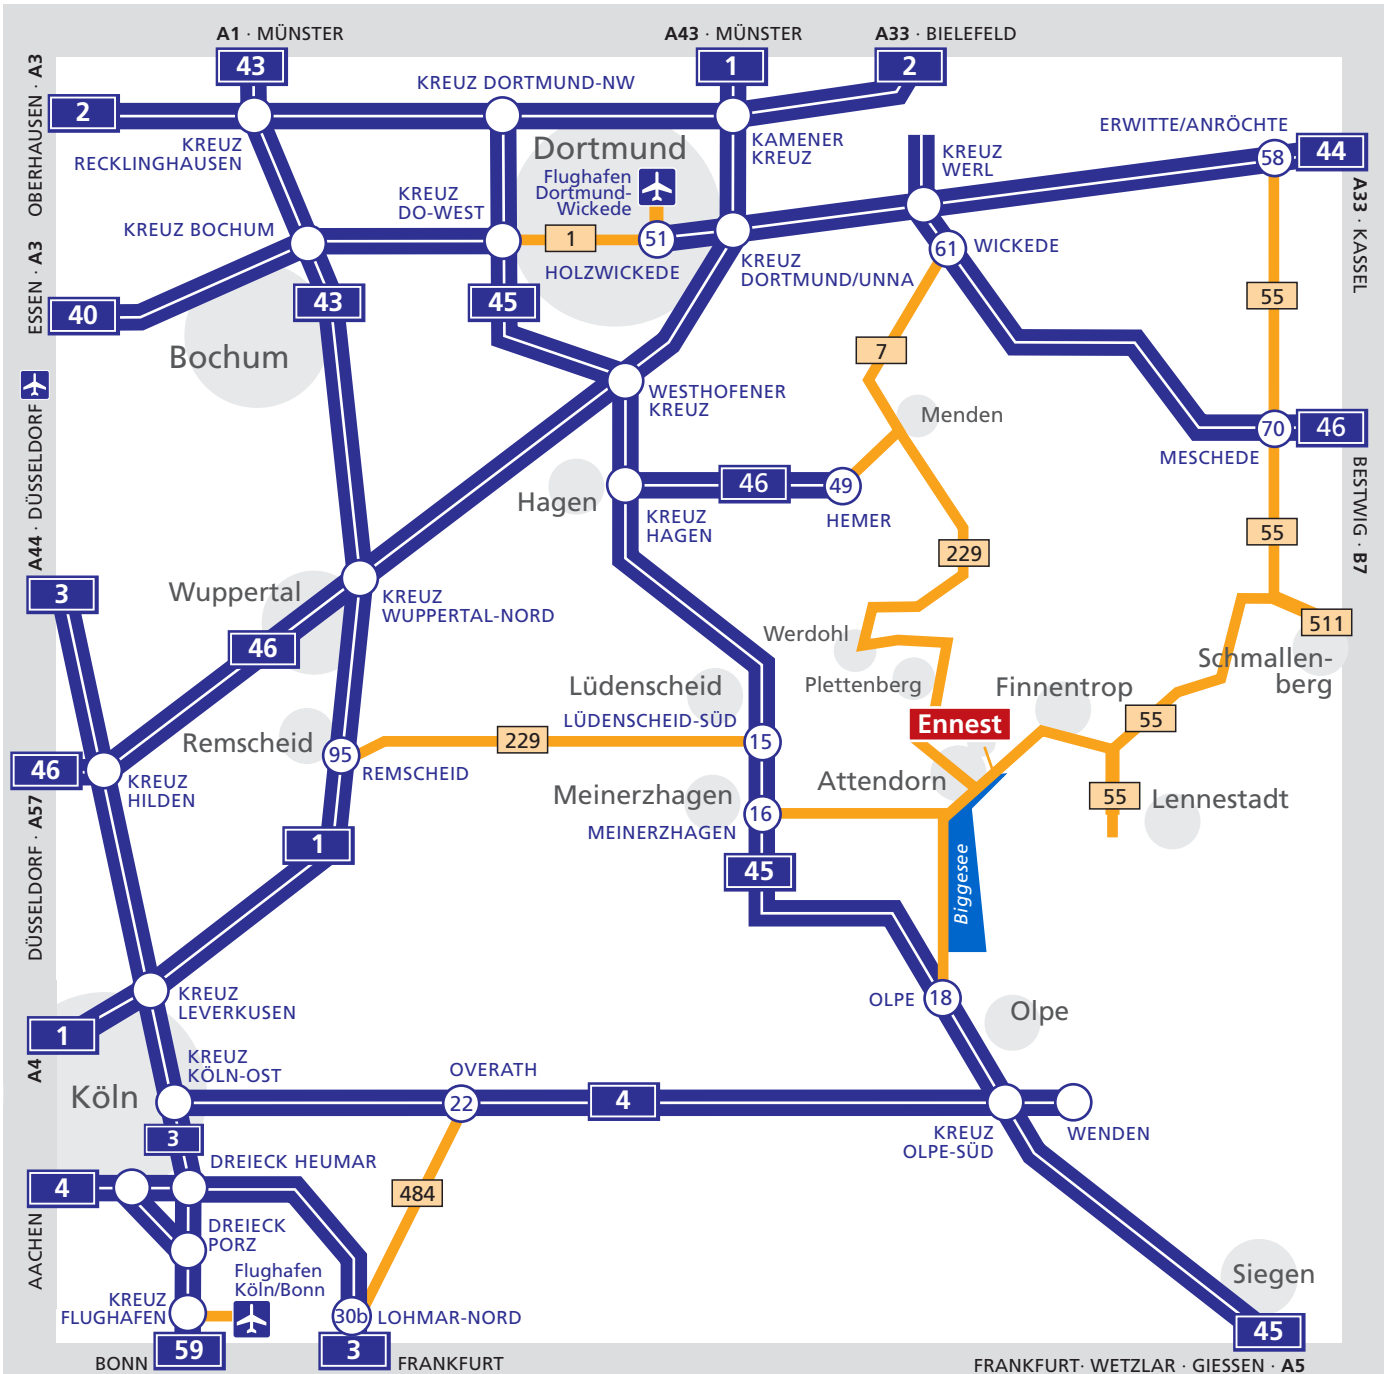 A1 · MÜNSTER
A43 · MÜNSTER
A33 · BIELEFELD
43
1
2
KREUZ DORTMUND-NW
2
OBERHAUSEN · A3
KREUZ
RECKLINGHAUSEN
Dortmund
KAMENER
KREUZ
KREUZ
WERL
ERWITTE/ANRÖCHTE
58
44
Flughafen
Dortmund-
Wickede
KREUZ
DO-WEST
KREUZ BOCHUM
1
51
HOLZWICKEDE
KREUZ
DORTMUND/UNNA
61
WICKEDE
A33 · KASSEL
ESSEN · A3
40
43
45
55
7
Bochum
WESTHOFENER
KREUZ
Menden
70
46
MESCHEDE
A44 · DÜSSELDORF
Hagen
46
49
HEMER
KREUZ
HAGEN
229
55
BESTWIG · B7
3
Wuppertal
KREUZ
WUPPERTAL-NORD
46
Werdohl
Plettenberg
511
Schmallen-
berg
Lüdenscheid
LÜDENSCHEID-SÜD
Finnentrop
Ennest
55
Remscheid
95
REMSCHEID
229
15
46
KREUZ
HILDEN
Attendorn
Meinerzhagen
16
MEINERZHAGEN
55
Lennestadt
DÜSSELDORF · A57
1
45
Biggesee
KREUZ
LEVERKUSEN
OLPE
18
Olpe
1
A4
KREUZ
KÖLN-OST
OVERATH
Köln
22
4
3
KREUZ
OLPE-SÜD
WENDEN
DREIECK HEUMAR
4
484
DREIECK
PORZ
AACHEN
Flughafen
Köln/Bonn
Siegen
KREUZ
FLUGHAFEN
30b
LOHMAR-NORD
45
BONN
59
3
FRANKFURT
FRANKFURT· WETZLAR · GIESSEN · A5